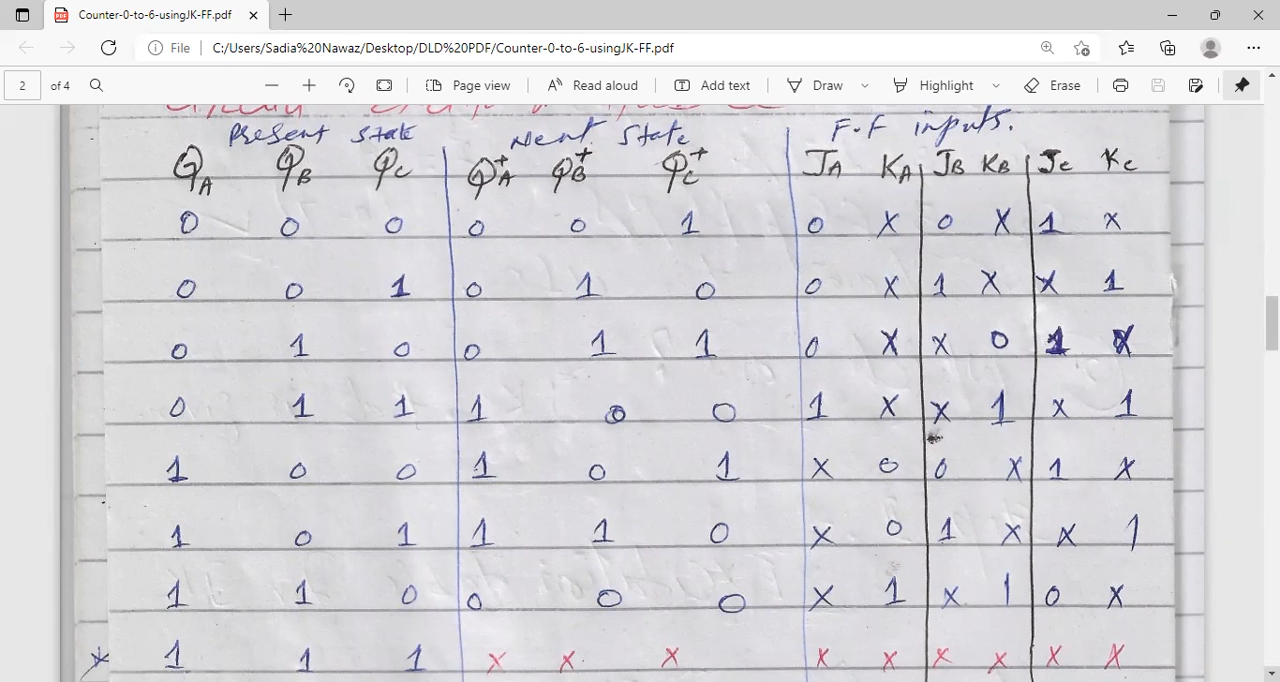 Counter-0-to-6-usingJK-FF.pdf
File C:/Users/Sadia%20Nawaz/Desktop/DLD%20PDF/Counter-0-to-6-usingJK-FF.pdf
2 of 4 Page view Read aloud Add text Draw Highlight Erase
Present State Next State F.F inputs.
QA QB QC QA+ QB+ QC+ JA KA JB KB JC KC
0 0 0 0 0 1 0 X 0 X 1 X
0 0 1 0 1 0 0 X 1 X X 1
0 1 0 0 1 1 0 X X 0 1 X
0 1 1 1 0 0 1 X X 1 X 1
1 0 0 1 0 1 X 0 0 X 1 X
1 0 1 1 1 0 X 0 1 X X 1
1 1 0 0 0 0 X 1 X 1 0 X
* 1 1 1 X X X X X X X X X